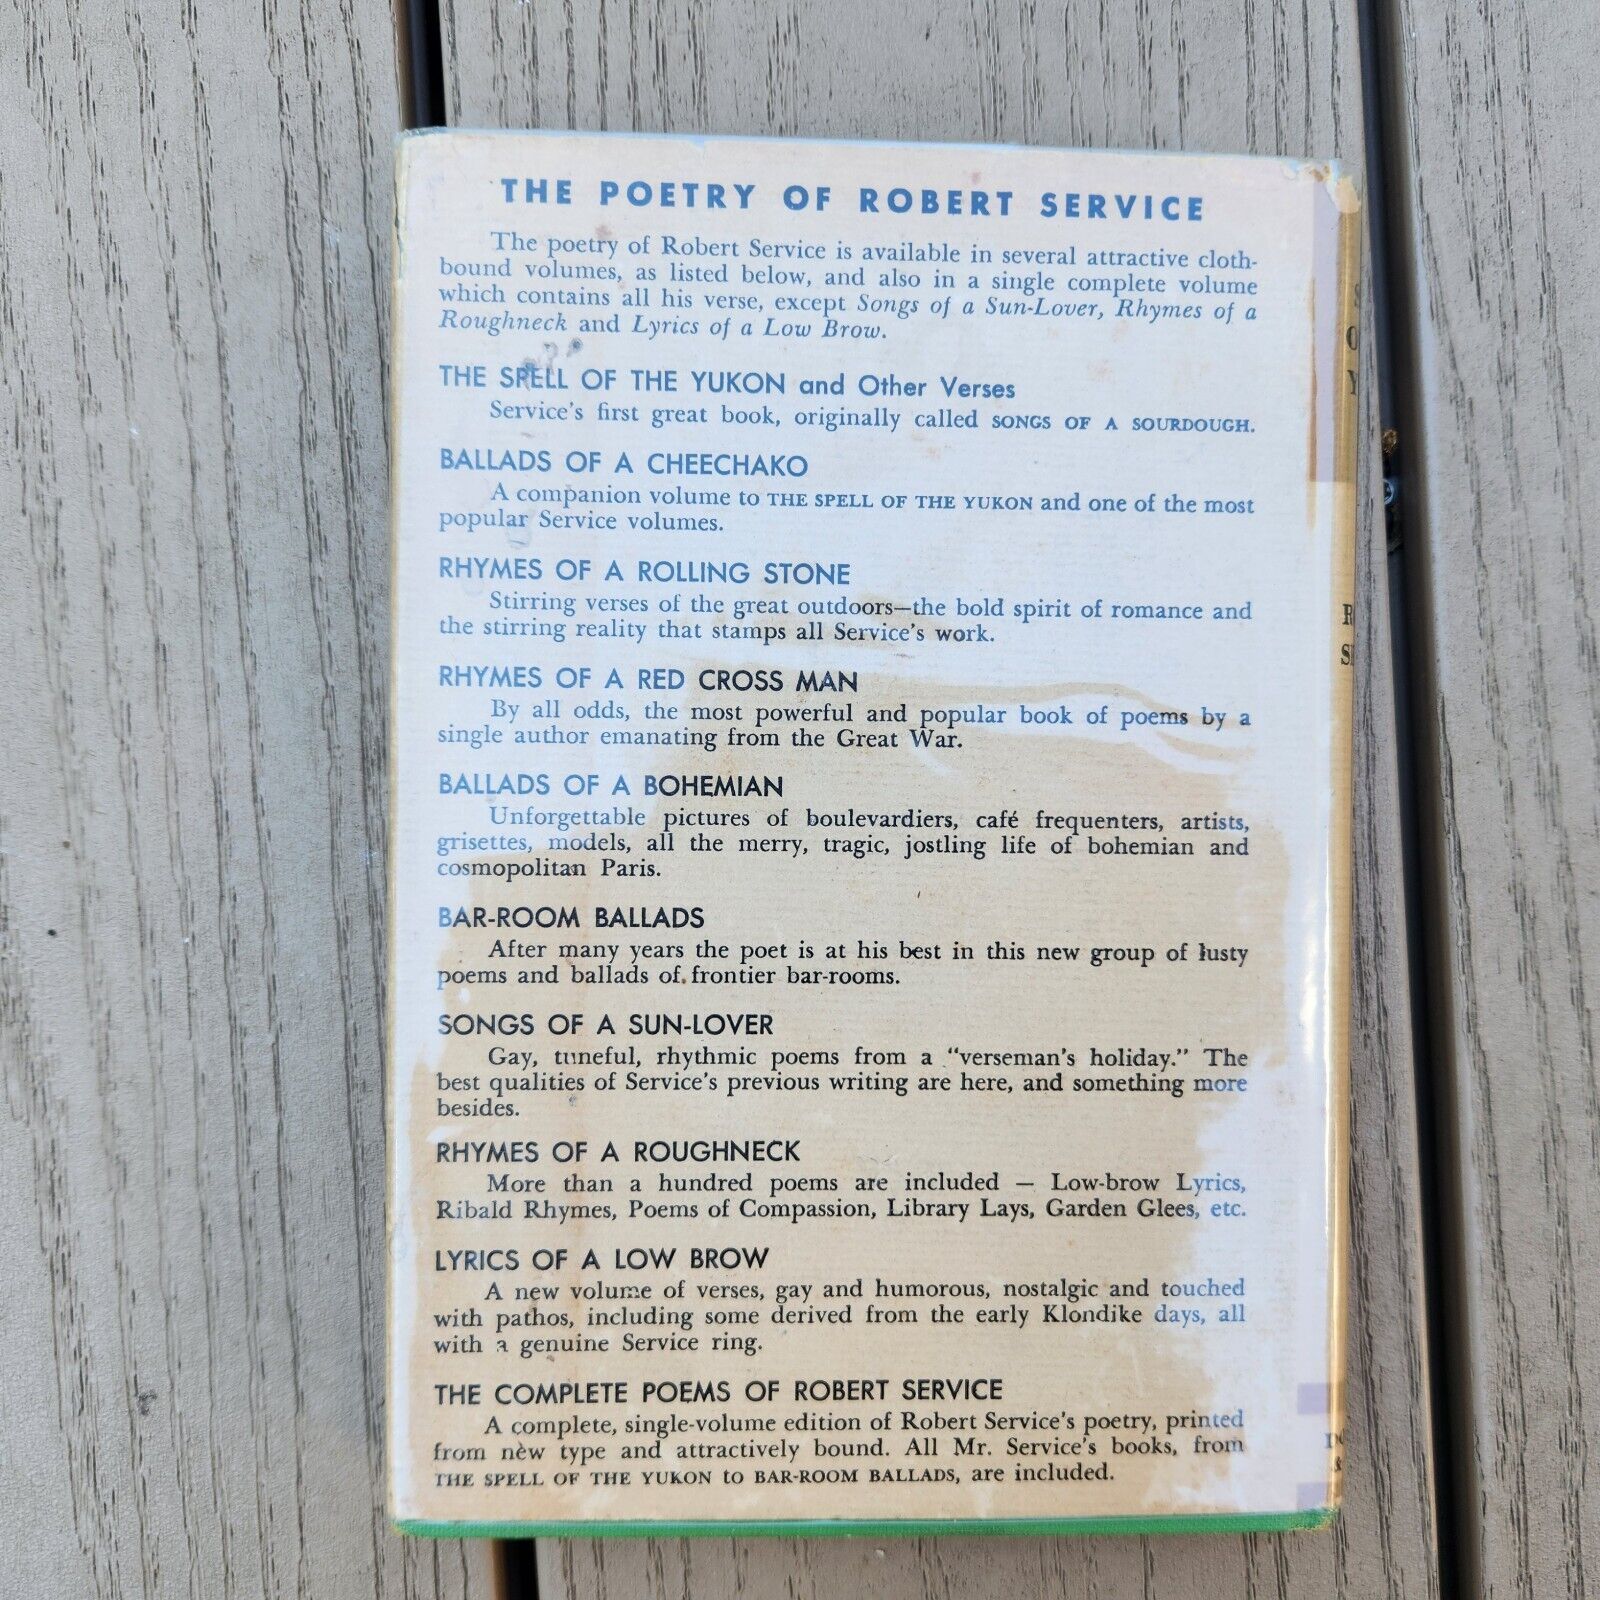 THE POETRY OF ROBERT SERVICE
The poetry of Robert Service is available in several attractive cloth-
bound volumes, as listed below, and also in a single complete volume
which contains all his verse, except Songs of a Sun-Lover, Rhymes of a
Roughneck and Lyrics of a Low Brow.
THE SPELL OF THE YUKON and Other Verses
Service's first great book, originally called SONGS OF A SOURDOUGH.
BALLADS OF A CHEECHAKO
A companion volume to THE SPELL OF THE YUKON and one of the most
popular Service volumes.
RHYMES OF A ROLLING STONE
Stirring verses of the great outdoors—the bold spirit of romance and
the stirring reality that stamps all Service's work.
RHYMES OF A RED CROSS MAN
By all odds, the most powerful and popular book of poems by a
single author emanating from the Great War.
BALLADS OF A BOHEMIAN
Unforgettable pictures of boulevardiers, café frequenters, artists,
grisettes, models, all the merry, tragic, jostling life of bohemian and
cosmopolitan Paris.
BAR-ROOM BALLADS
After many years the poet is at his best in this new group of lusty
poems and ballads of frontier bar-rooms.
SONGS OF A SUN-LOVER
Gay, tuneful, rhythmic poems from a "verseman's holiday." The
best qualities of Service's previous writing are here, and something more
besides.
RHYMES OF A ROUGHNECK
More than a hundred poems are included — Low-brow Lyrics,
Ribald Rhymes, Poems of Compassion, Library Lays, Garden Glees, etc.
LYRICS OF A LOW BROW
A new volume of verses, gay and humorous, nostalgic and touched
with pathos, including some derived from the early Klondike days, all
with a genuine Service ring.
THE COMPLETE POEMS OF ROBERT SERVICE
A complete, single-volume edition of Robert Service's poetry, printed
from new type and attractively bound. All Mr. Service's books, from
THE SPELL OF THE YUKON to BAR-ROOM BALLADS, are included.